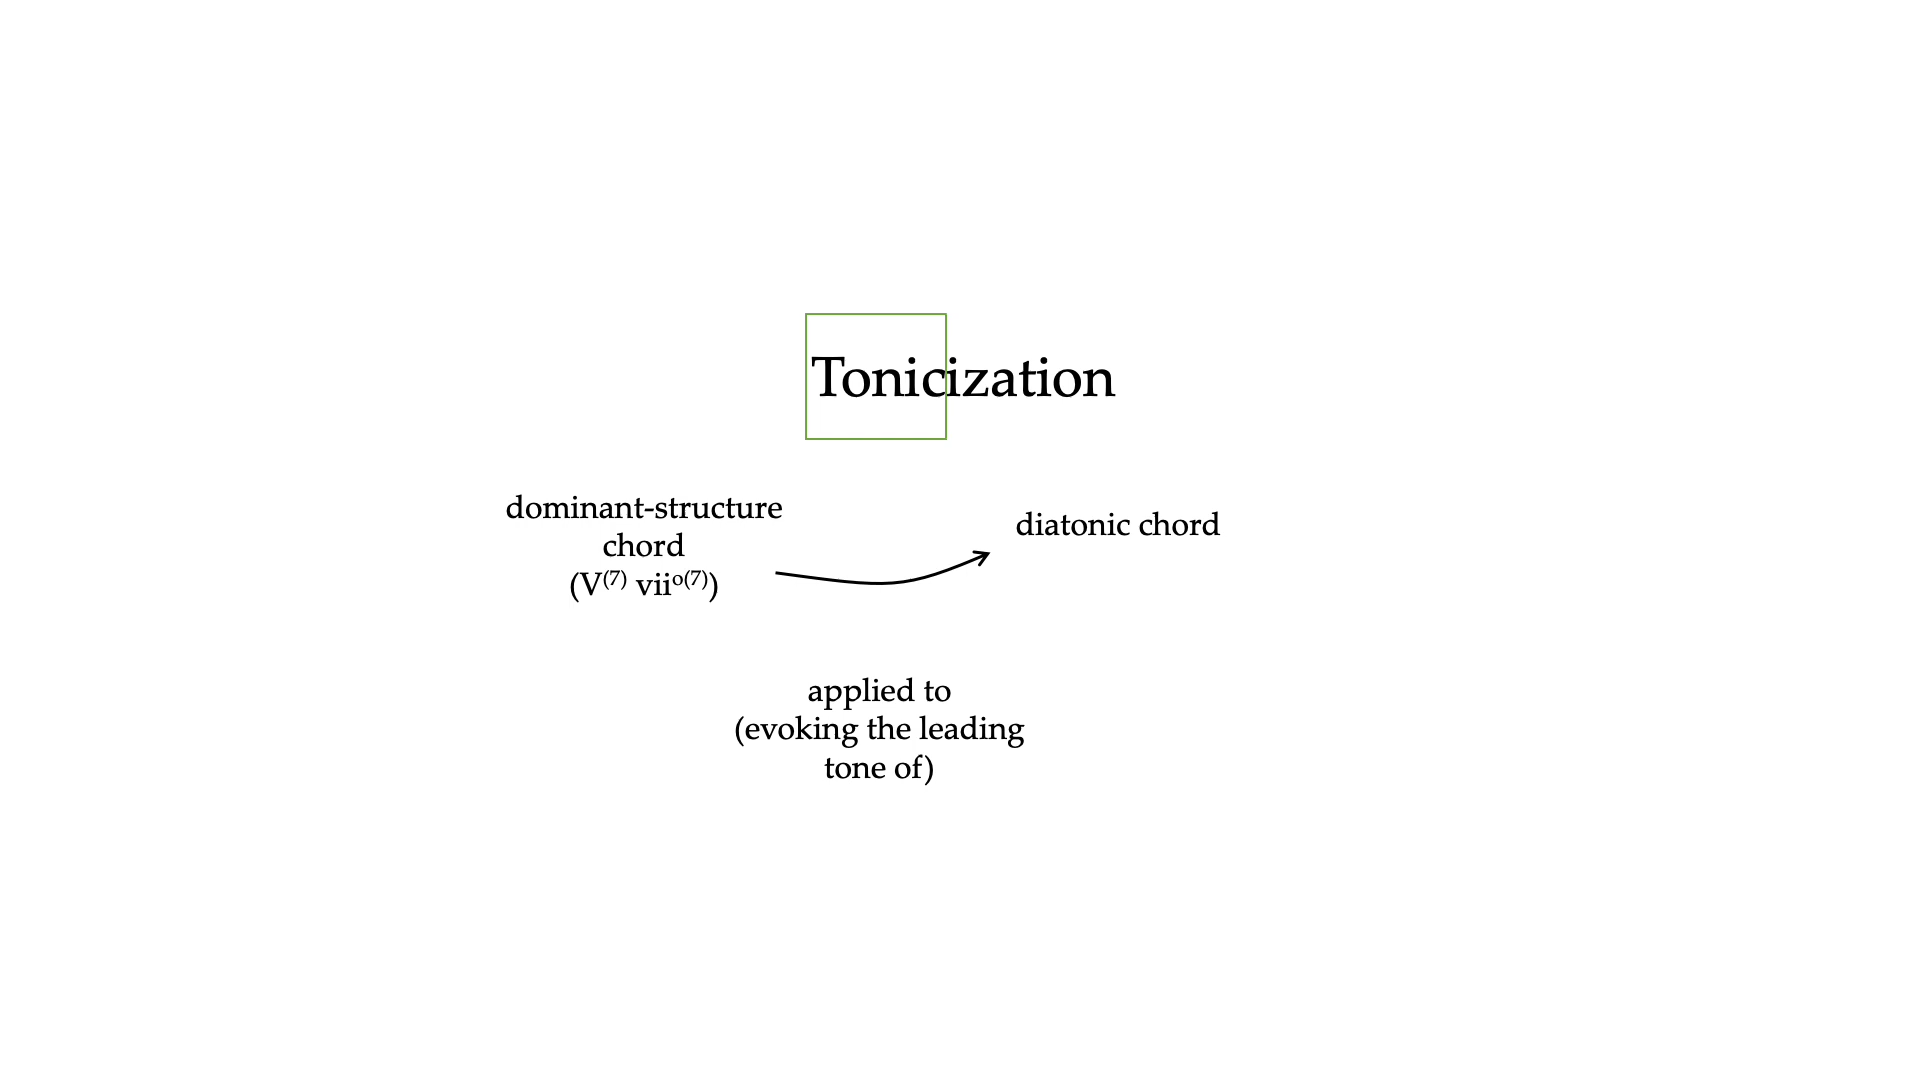 Tonicization
dominant-structure
chord
(V⁽⁷⁾ viiᵒ⁽⁷⁾)
diatonic chord
applied to
(evoking the leading
tone of)